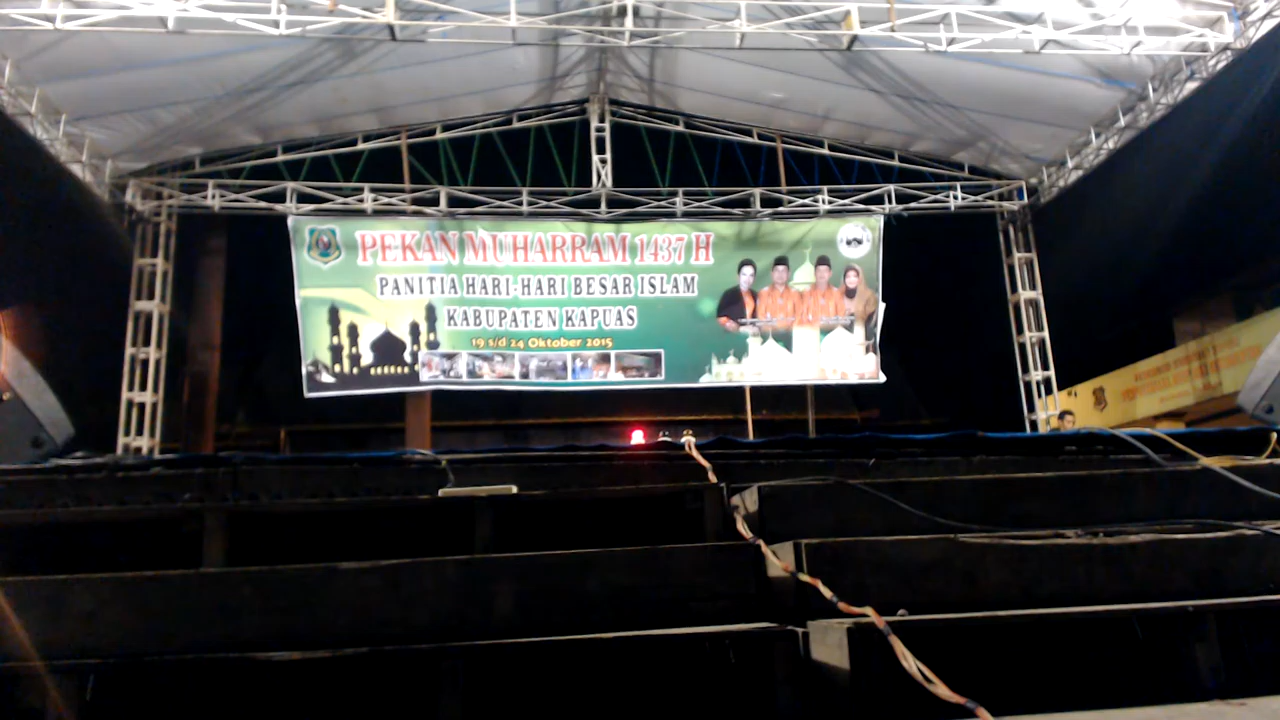 PEKAN MUHARRAM 1437 H
PANITIA HARI-HARI BESAR ISLAM
KABUPATEN KAPUAS
19 s/d 24 Oktober 2015